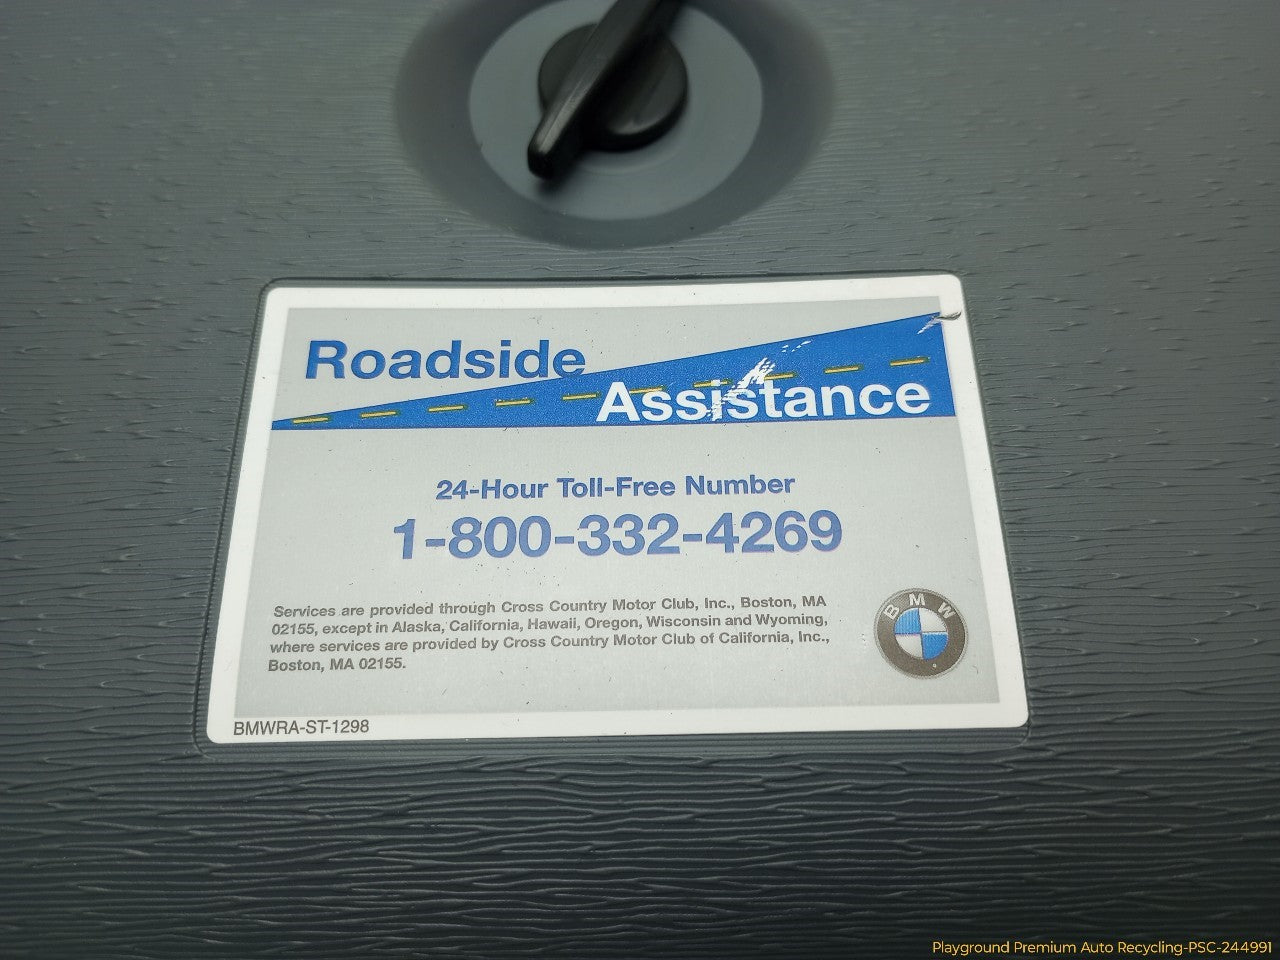 Roadside
Assistance
24-Hour Toll-Free Number
1-800-332-4269
Services are provided through Cross Country Motor Club, Inc., Boston, MA
02155, except in Alaska, California, Hawaii, Oregon, Wisconsin and Wyoming,
where services are provided by Cross Country Motor Club of California, Inc.,
Boston, MA 02155.
BMW
BMWRA-ST-1298
Playground Premium Auto Recycling-PSC-244991